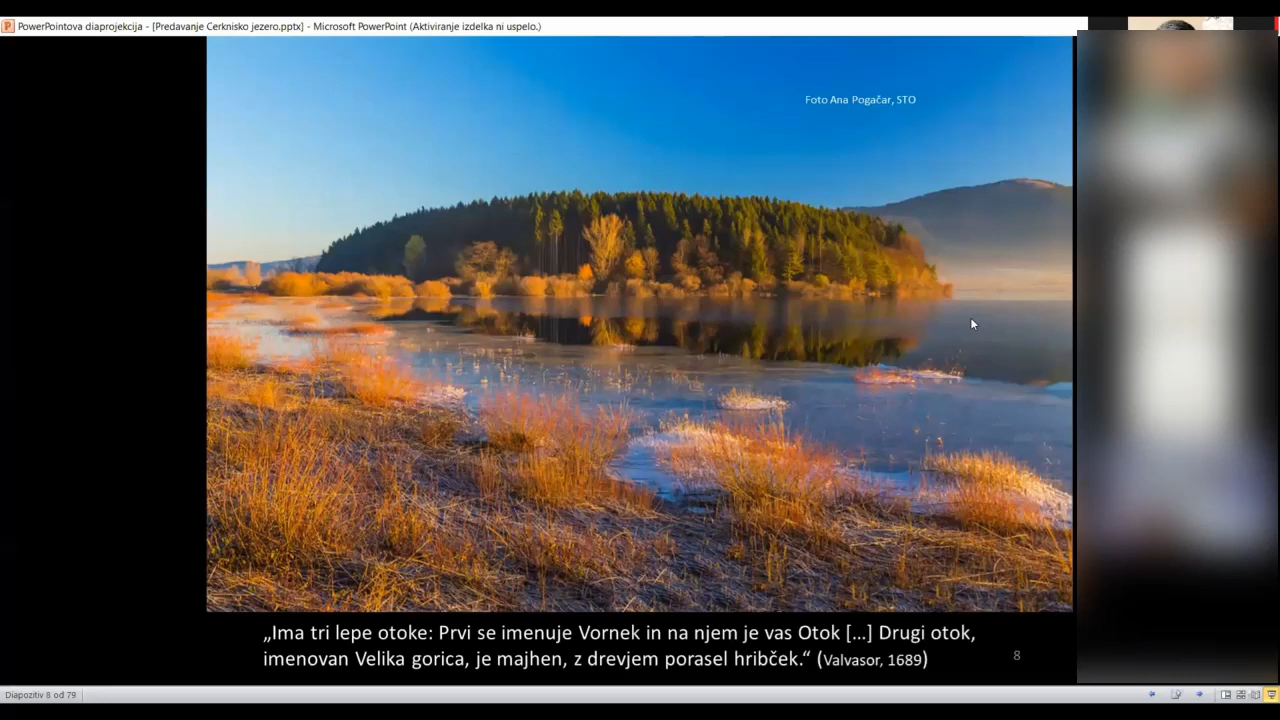 PowerPointova diaprojekcija - [Predavanje Cerknisko jezero.pptx] - Microsoft PowerPoint (Aktiviranje izdelka ni uspelo.)
Foto Ana Pogačar, STO
„Ima tri lepe otoke: Prvi se imenuje Vornek in na njem je vas Otok [...] Drugi otok,
imenovan Velika gorica, je majhen, z drevjem porasel hribček.“ (Valvasor, 1689)
8
Diapozitiv 8 od 79